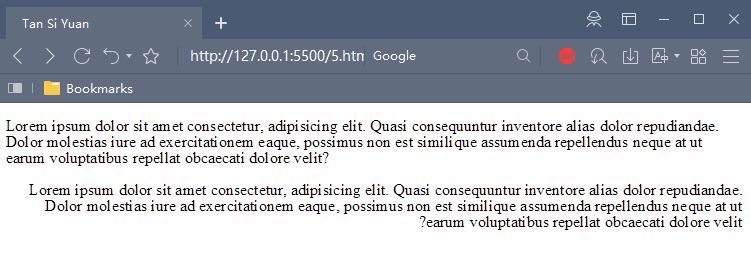 Tan Si Yuan
http://127.0.0.1:5500/5.htm
Google
Bookmarks
Lorem ipsum dolor sit amet consectetur, adipisicing elit. Quasi consequuntur inventore alias dolor repudiandae.
Dolor molestias iure ad exercitationem eaque, possimus non est similique assumenda repellendus neque at ut
earum voluptatibus repellat obcaecati dolore velit?
Lorem ipsum dolor sit amet consectetur, adipisicing elit. Quasi consequuntur inventore alias dolor repudiandae.
Dolor molestias iure ad exercitationem eaque, possimus non est similique assumenda repellendus neque at ut
?earum voluptatibus repellat obcaecati dolore velit